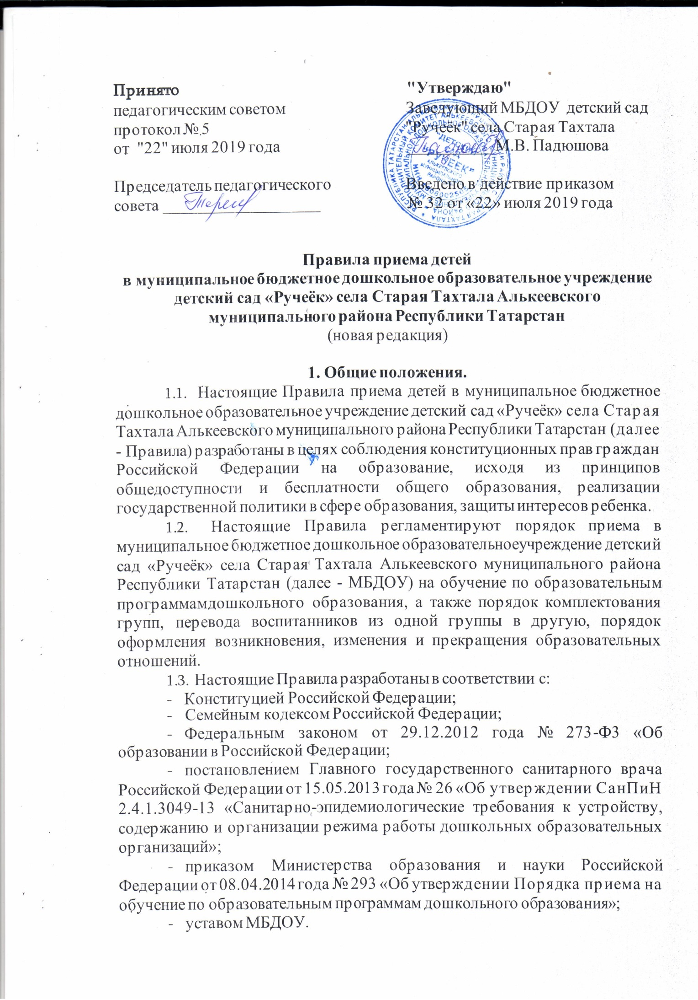 Принято
педагогическим советом
протокол № 5
от "22" июля 2019 года
Председатель педагогического
совета
"Утверждаю"
Заведующий МБДОУ детский сад
"Ручеёк" села Старая Тахтала
М.В. Падюшова
Введено в действие приказом
№ 32 от «22» июля 2019 года
"ДЕТСКИЙ
САД
"РУЧЕЕК"
АЛЬКЕЕВСКОГО
МУНИЦИПАЛЬНОГО
РАЙОНА
Правила приема детей
в муниципальное бюджетное дошкольное образовательное учреждение
детский сад «Ручеёк» села Старая Тахтала Алькеевского
муниципального района Республики Татарстан
(новая редакция)
1. Общие положения.
1.1. Настоящие Правила приема детей в муниципальное бюджетное
дошкольное образовательное учреждение детский сад «Ручеёк» села Старая
Тахтала Алькеевского муниципального района Республики Татарстан (далее
- Правила) разработаны в целях соблюдения конституционных прав граждан
Российской Федерации на образование, исходя из принципов
общедоступности и бесплатности общего образования, реализации
государственной политики в сфере образования, защиты интересов ребенка.
1.2. Настоящие Правила регламентируют порядок приема в
муниципальное бюджетное дошкольное образовательноеучреждение детский
сад «Ручеёк» села Старая Тахтала Алькеевского муниципального района
Республики Татарстан (далее - МБДОУ) на обучение по образовательным
программамдошкольного образования, а также порядок комплектования
групп, перевода воспитанников из одной группы в другую, порядок
оформления возникновения, изменения и прекращения образовательных
отношений.
1.3. Настоящие Правила разработаны в соответствии с:
- Конституцией Российской Федерации;
- Семейным кодексом Российской Федерации;
- Федеральным законом от 29.12.2012 года № 273-ФЗ «Об
образовании в Российской Федерации;
- постановлением Главного государственного санитарного врача
Российской Федерации от 15.05.2013 года № 26 «Об утверждении СанПиН
2.4.1.3049-13 «Санитарно-эпидемиологические требования к устройству,
содержанию и организации режима работы дошкольных образовательных
организаций»;
- приказом Министерства образования и науки Российской
Федерации от 08.04.2014 года № 293 «Об утверждении Порядка приема на
обучение по образовательным программам дошкольного образования»;
- уставом МБДОУ.